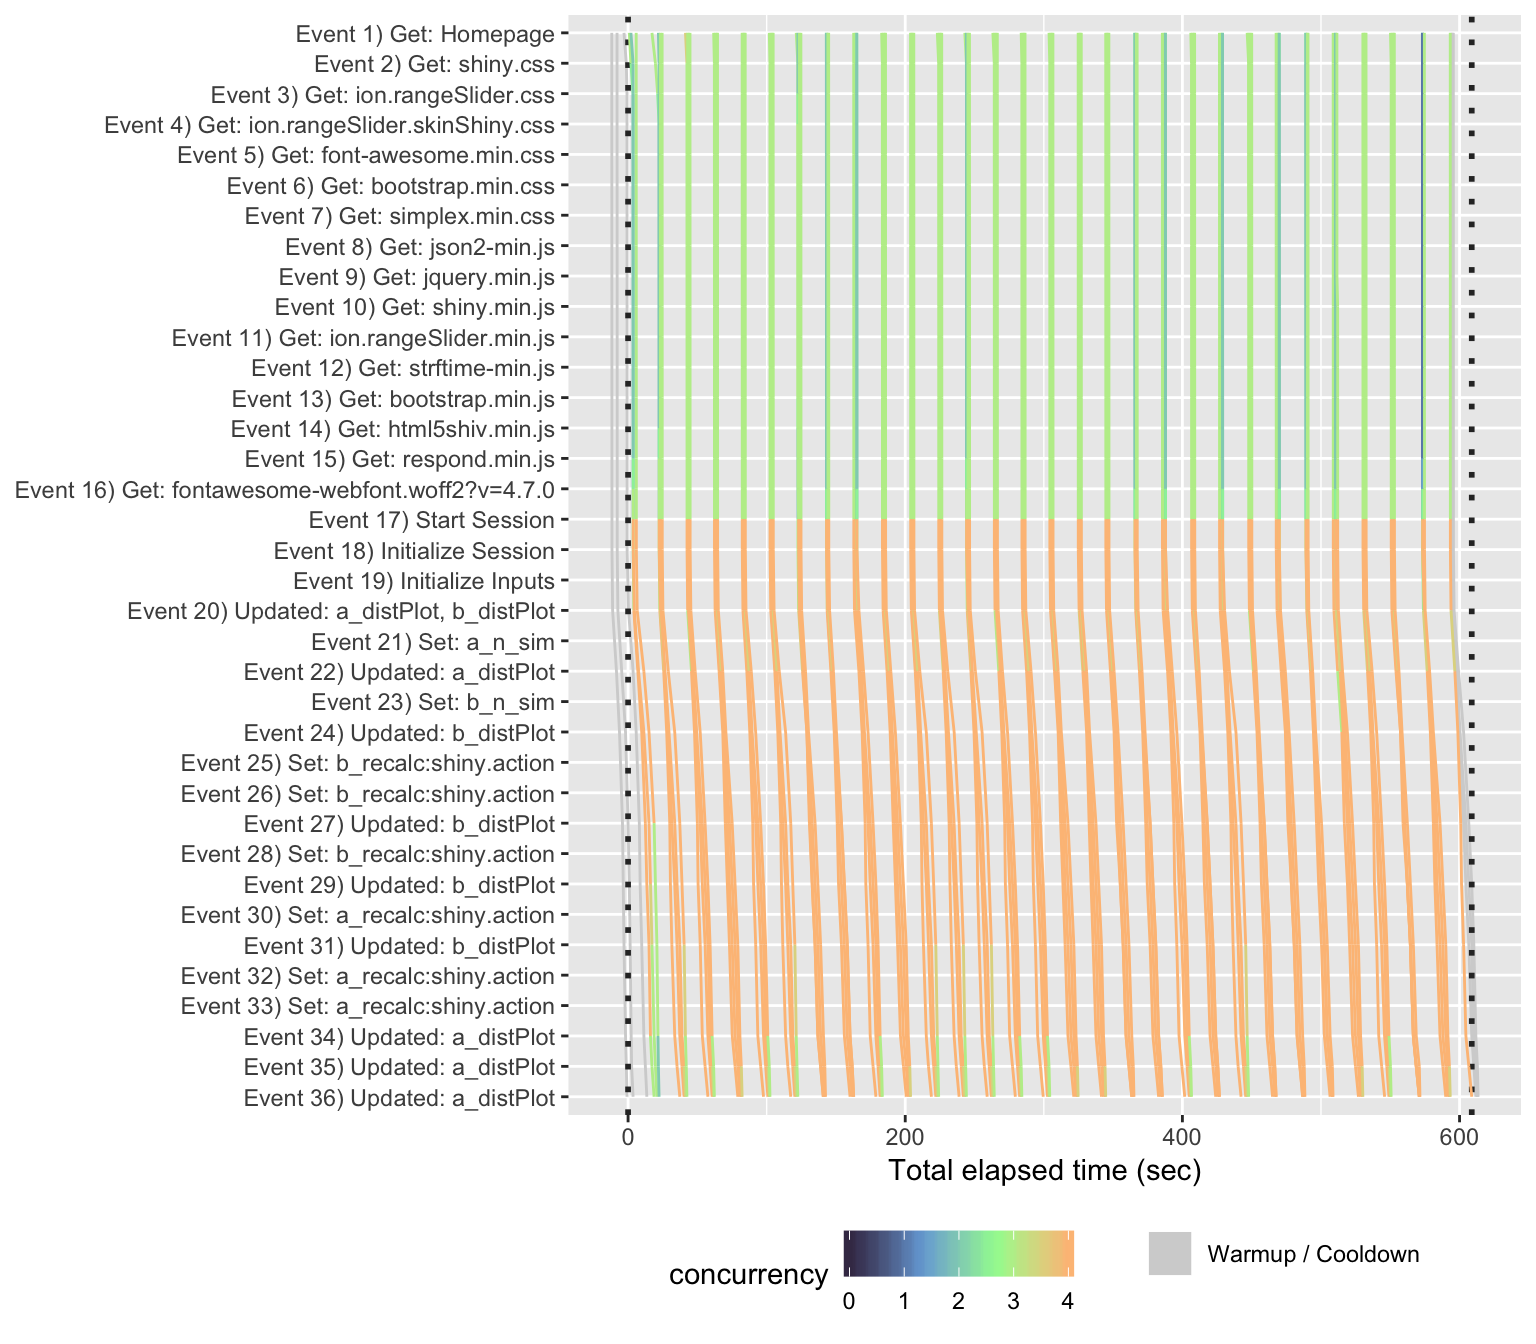 Event 1) Get: Homepage
Event 2) Get: shiny.css
Event 3) Get: ion.rangeSlider.css
Event 4) Get: ion.rangeSlider.skinShiny.css
Event 5) Get: font-awesome.min.css
Event 6) Get: bootstrap.min.css
Event 7) Get: simplex.min.css
Event 8) Get: json2-min.js
Event 9) Get: jquery.min.js
Event 10) Get: shiny.min.js
Event 11) Get: ion.rangeSlider.min.js
Event 12) Get: strftime-min.js
Event 13) Get: bootstrap.min.js
Event 14) Get: html5shiv.min.js
Event 15) Get: respond.min.js
Event 16) Get: fontawesome-webfont.woff2?v=4.7.0
Event 17) Start Session
Event 18) Initialize Session
Event 19) Initialize Inputs
Event 20) Updated: a_distPlot, b_distPlot
Event 21) Set: a_n_sim
Event 22) Updated: a_distPlot
Event 23) Set: b_n_sim
Event 24) Updated: b_distPlot
Event 25) Set: b_recalc:shiny.action
Event 26) Set: b_recalc:shiny.action
Event 27) Updated: b_distPlot
Event 28) Set: b_recalc:shiny.action
Event 29) Updated: b_distPlot
Event 30) Set: a_recalc:shiny.action
Event 31) Updated: b_distPlot
Event 32) Set: a_recalc:shiny.action
Event 33) Set: a_recalc:shiny.action
Event 34) Updated: a_distPlot
Event 35) Updated: a_distPlot
Event 36) Updated: a_distPlot
0 200 400 600
Total elapsed time (sec)
concurrency
0 1 2 3 4
Warmup / Cooldown